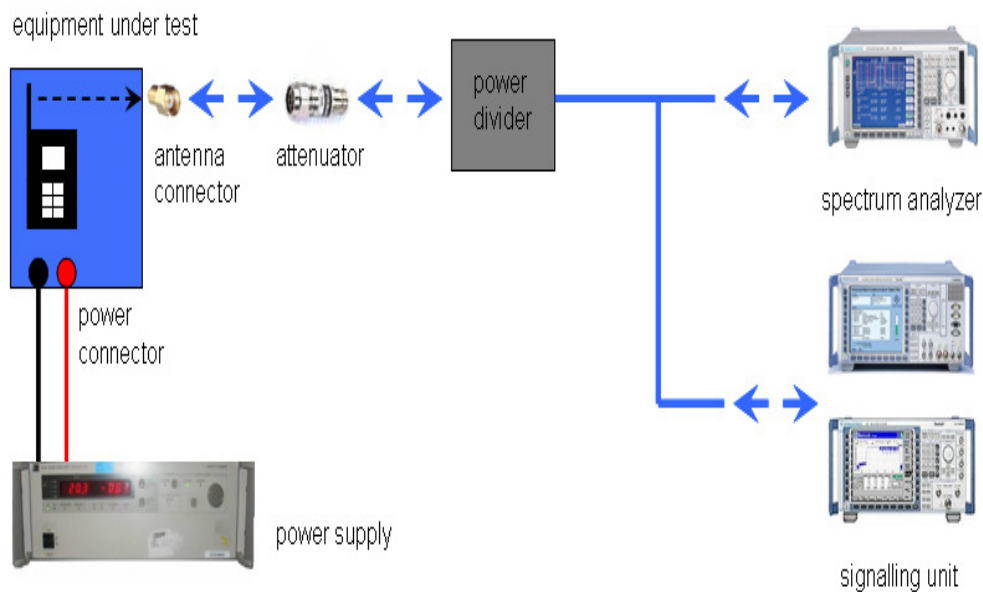 equipment under test
power
divider
antenna
connector
attenuator
spectrum analyzer
power
connector
power supply
signalling unit